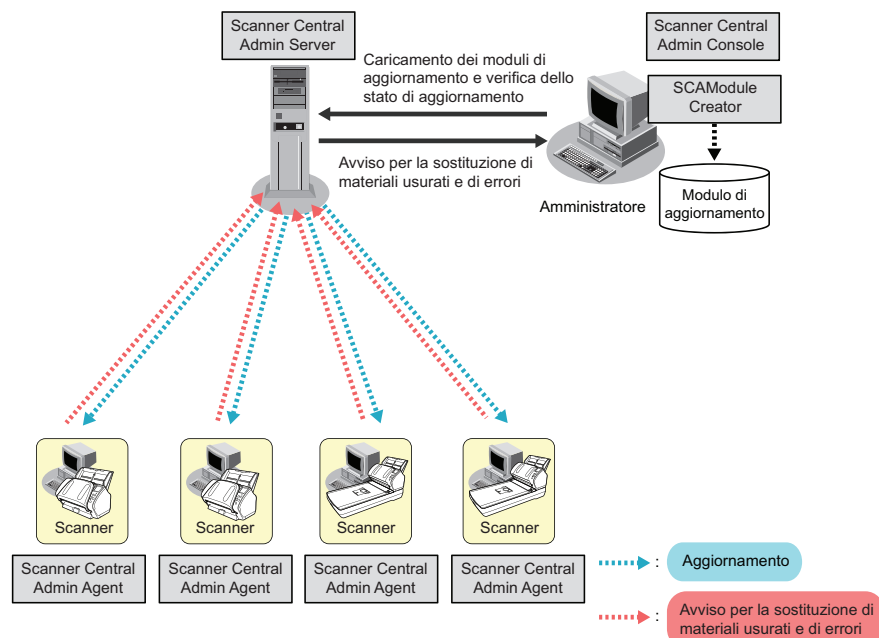 Scanner Central
Admin Server
Caricamento dei moduli di
aggiornamento e verifica dello
stato di aggiornamento
Avviso per la sostituzione di
materiali usurati e di errori
Scanner Central
Admin Console
SCAModule
Creator
Amministratore
Modulo di
aggiornamento
Scanner
Scanner
Scanner
Scanner
Scanner Central
Admin Agent
Scanner Central
Admin Agent
Scanner Central
Admin Agent
Scanner Central
Admin Agent
: Aggiornamento
: Avviso per la sostituzione di
materiali usurati e di errori